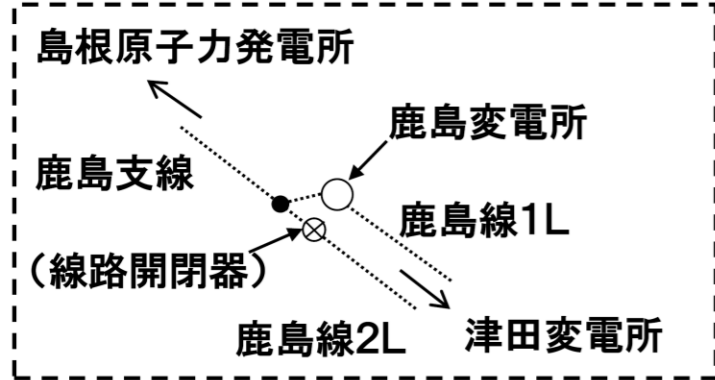 島根原子力発電所
鹿島変電所
鹿島支線
鹿島線1L
（線路開閉器）
鹿島線2L
津田変電所